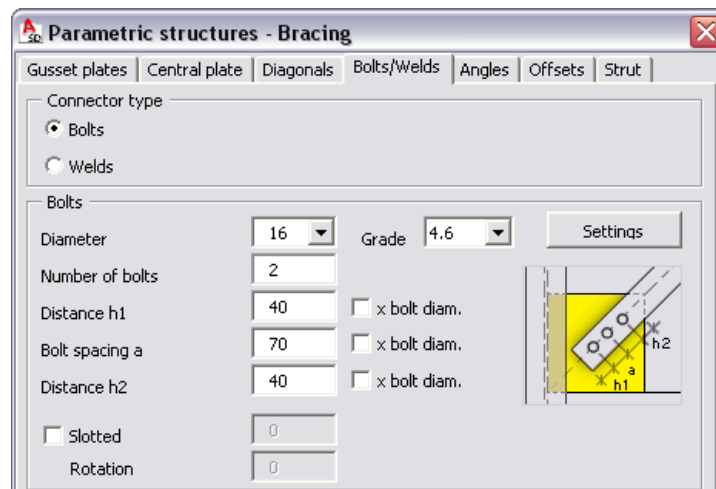 Parametric structures - Bracing
Gusset plates Central plate Diagonals Bolts/Welds Angles Offsets Strut
Connector type
Bolts
Welds
Bolts
Diameter 16 Grade 4.6 Settings
Number of bolts 2
Distance h1 40 x bolt diam.
Bolt spacing a 70 x bolt diam.
Distance h2 40 x bolt diam.
h2
a
h1
Slotted 0
Rotation 0